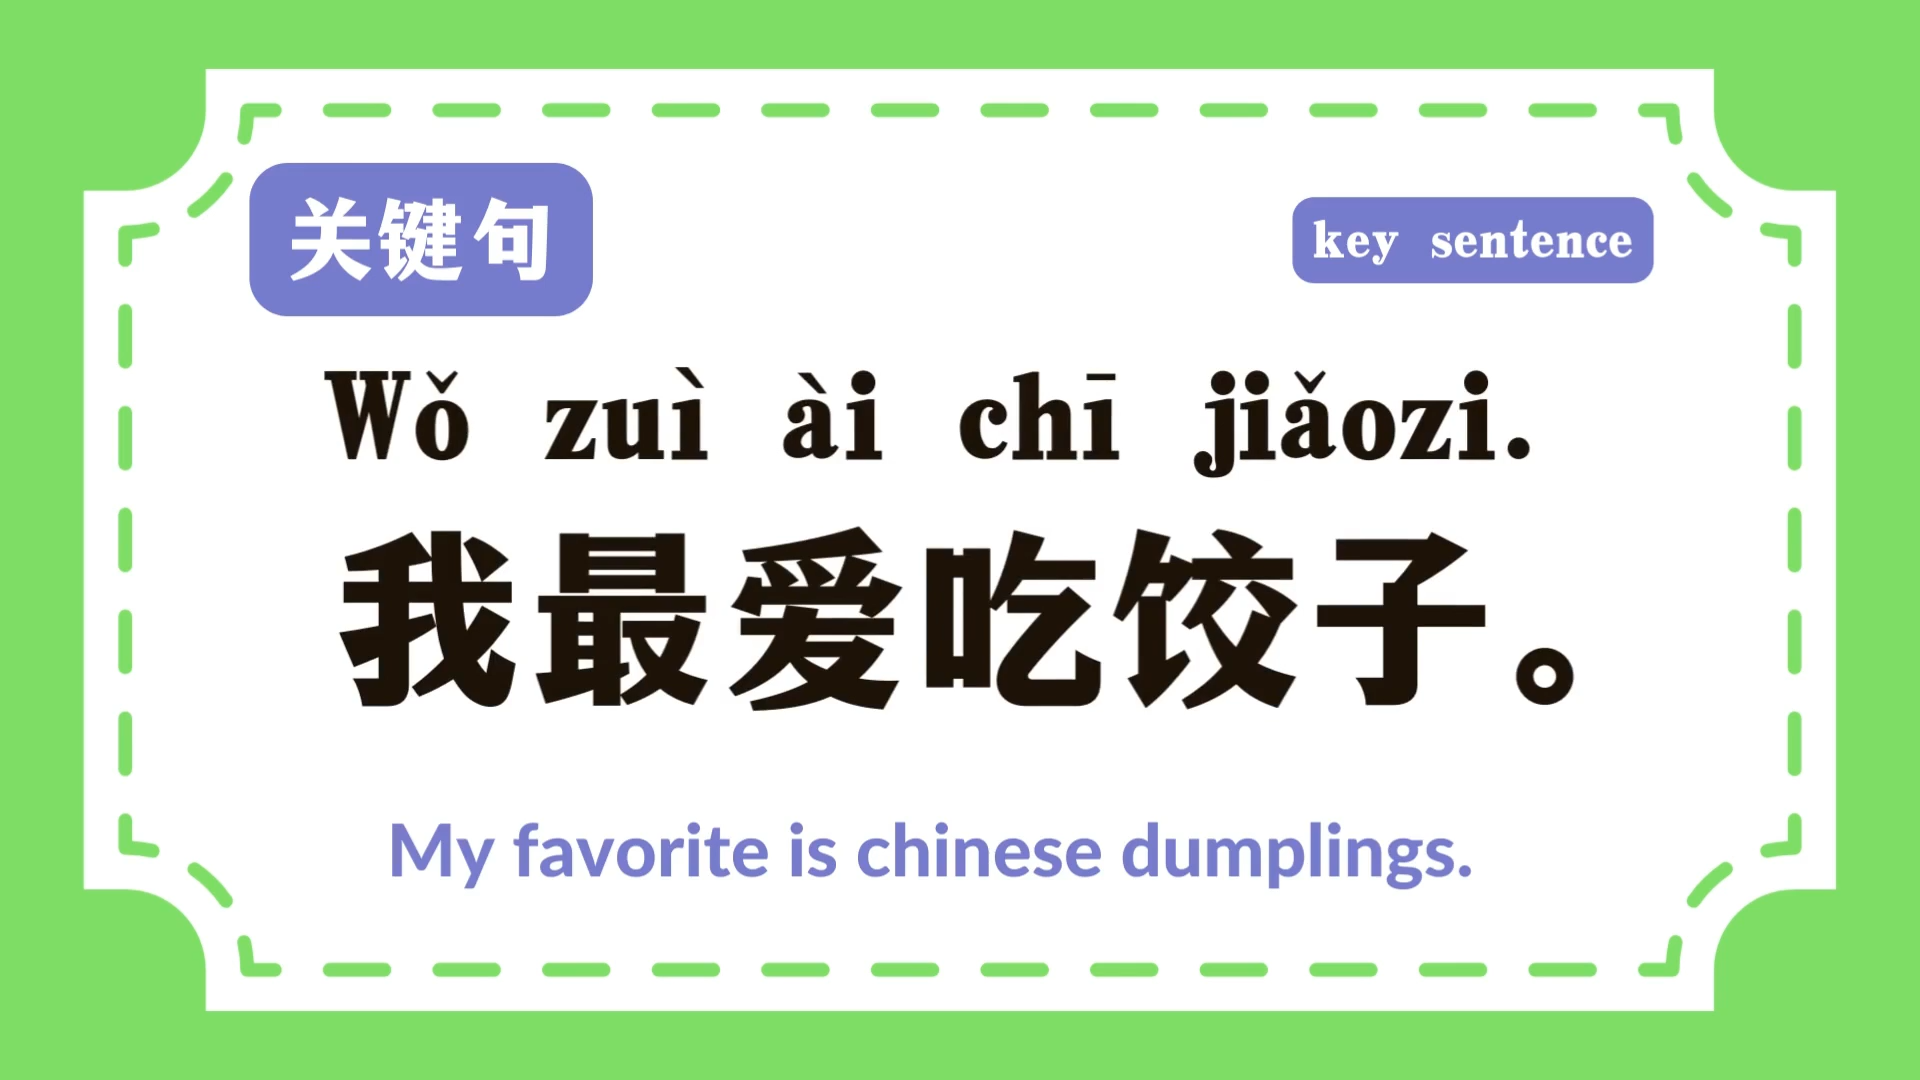 关键句
key sentence
Wǒ zuì ài chī jiǎozi.
我最爱吃饺子。
My favorite is chinese dumplings.